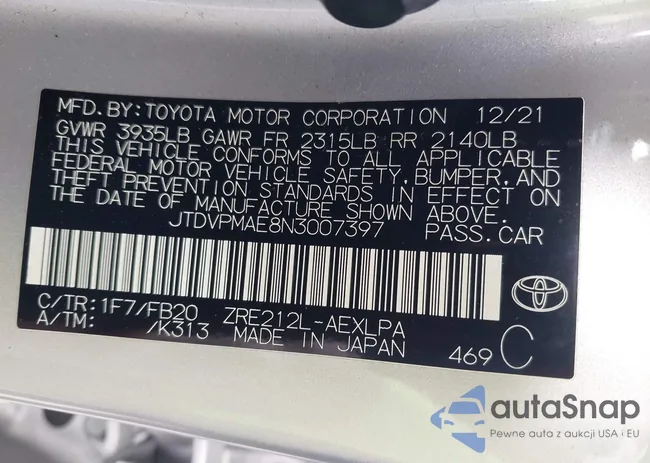 MFD. BY: TOYOTA MOTOR CORPORATION 12/21
GVWR 3935LB GAWR FR 2315LB RR 2140LB
THIS VEHICLE CONFORMS TO ALL APPLICABLE
FEDERAL MOTOR VEHICLE SAFETY, BUMPER, AND
THEFT PREVENTION STANDARDS IN EFFECT ON
THE DATE OF MANUFACTURE SHOWN ABOVE.
JTDVPMAE8N3007397 PASS. CAR
C/TR: 1F7/FB20 ZRE212L-AEXLPA
A/TM: /K313 MADE IN JAPAN 469 C
TOYOTA
autaSnap
Pewne auta z aukcji USA i EU